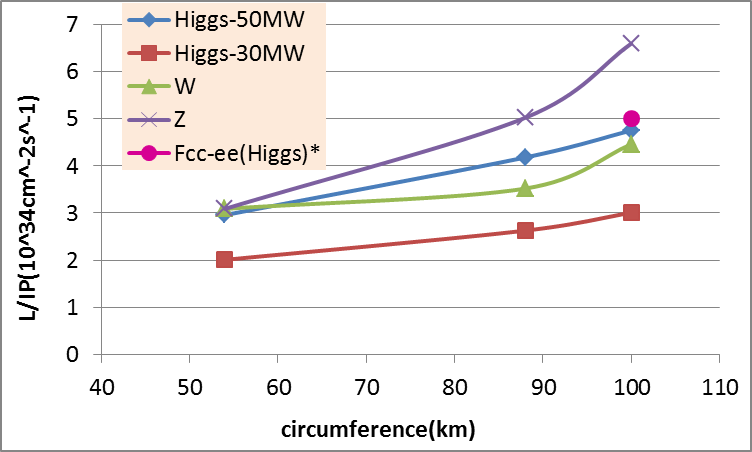 7
6
5
4
3
2
1
0
L/IP(10^34cm^-2s^-1)
Higgs-50MW
Higgs-30MW
W
Z
Fcc-ee(Higgs)*
40 50 60 70 80 90 100 110
circumference(km)